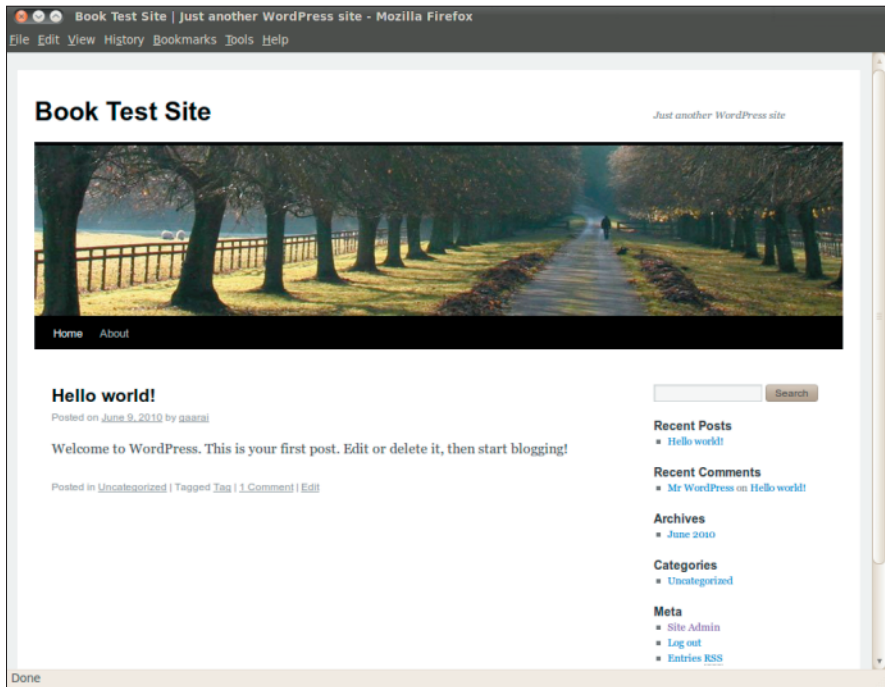 Book Test Site | Just another WordPress site - Mozilla Firefox
File Edit View History Bookmarks Tools Help
Book Test Site
Just another WordPress site
Home About
Hello world!
Posted on June 9, 2010 by gaarai
Welcome to WordPress. This is your first post. Edit or delete it, then start blogging!
Posted in Uncategorized | Tagged Tag | 1 Comment | Edit
Search
Recent Posts
Hello world!
Recent Comments
Mr WordPress on Hello world!
Archives
June 2010
Categories
Uncategorized
Meta
Site Admin
Log out
Entries RSS
Done